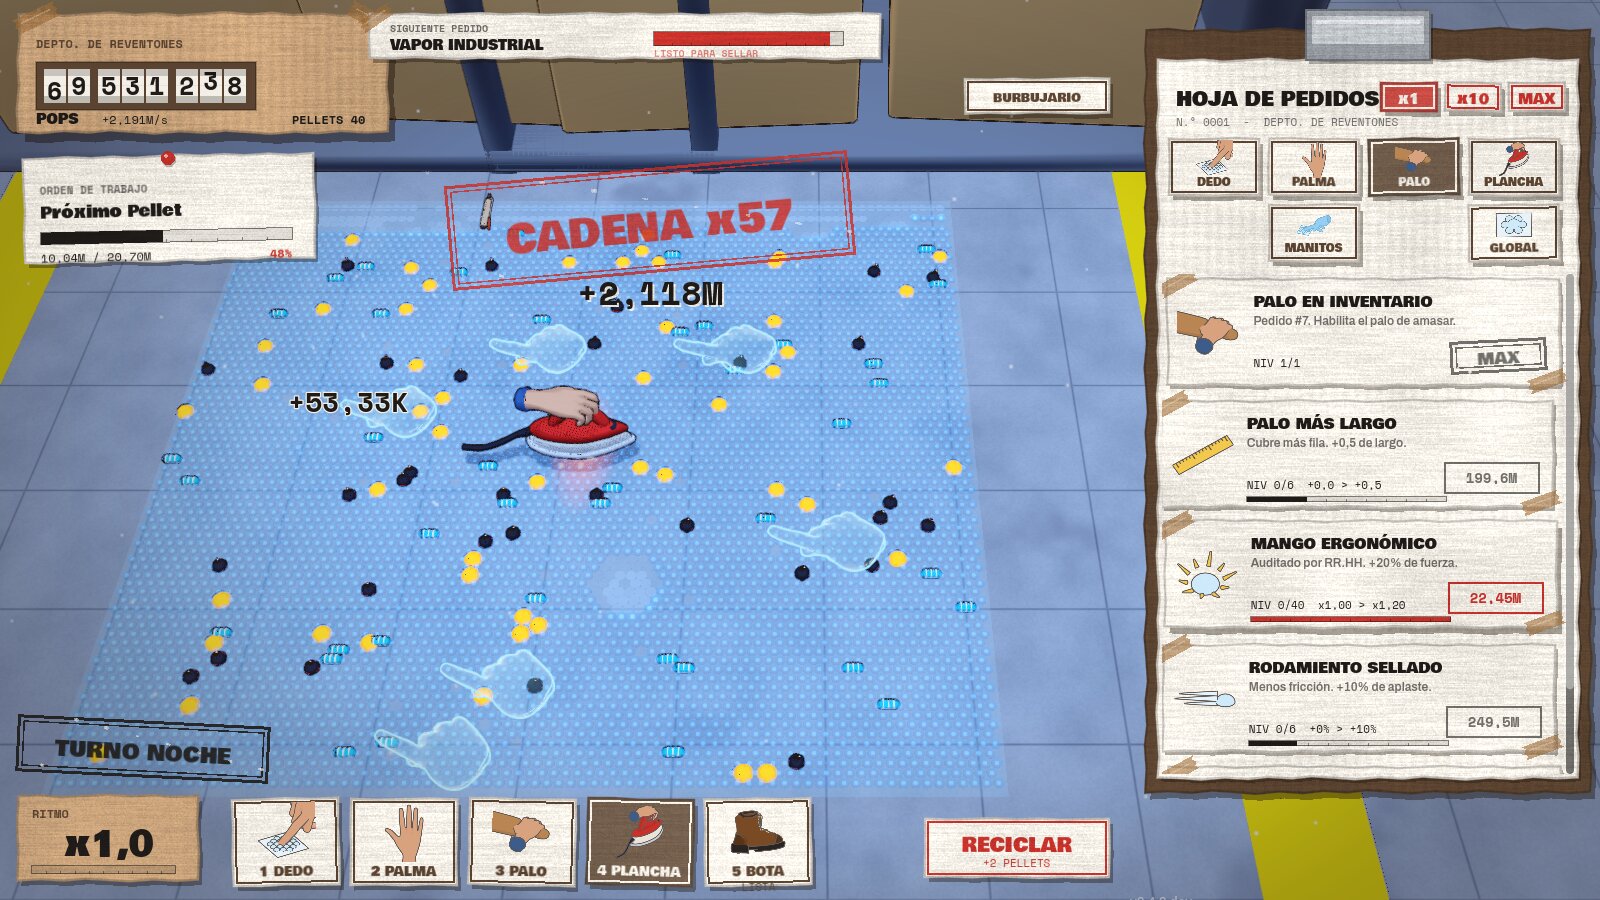 DEPTO. DE REVENTONES
69 531 238
POPS +2,191M/s PELLETS 40
SIGUIENTE PEDIDO
VAPOR INDUSTRIAL
LISTO PARA SELLAR
BURBUJARIO
ORDEN DE TRABAJO
Próximo Pellet
10,04M / 20,70M 48%
CADENA x57
+2,118M
+53,33K
TURNO NOCHE
RITMO
x1,0
1 DEDO
2 PALMA
3 PALO
4 PLANCHA
5 BOTA
LISTA
RECICLAR
+2 PELLETS
HOJA DE PEDIDOS x1 x10 MAX
N.° 0001 - DEPTO. DE REVENTONES
DEDO
PALMA
PALO
PLANCHA
MANITOS
GLOBAL
PALO EN INVENTARIO
Pedido #7. Habilita el palo de amasar.
NIV 1/1
MAX
PALO MÁS LARGO
Cubre más fila. +0,5 de largo.
NIV 0/6 +0,0 > +0,5
199,6M
MANGO ERGONÓMICO
Auditado por RR.HH. +20% de fuerza.
NIV 0/40 x1,00 > x1,20
22,45M
RODAMIENTO SELLADO
Menos fricción. +10% de aplaste.
NIV 0/6 +0% > +10%
249,5M